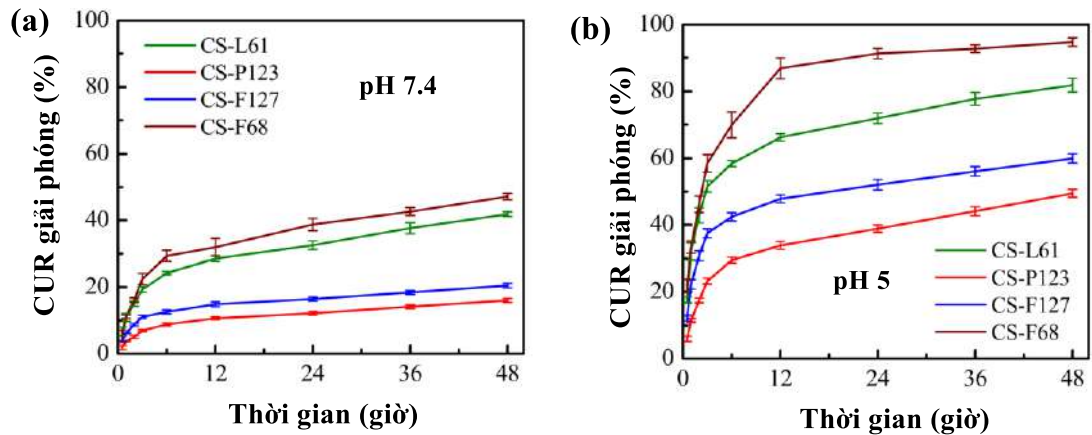 (a)
CUR giải phóng (%)
100
80
60
40
20
0
CS-L61
CS-P123
CS-F127
CS-F68
pH 7.4
0 12 24 36 48
Thời gian (giờ)
(b)
CUR giải phóng (%)
100
80
60
40
20
0
CS-L61
CS-P123
CS-F127
CS-F68
pH 5
0 12 24 36 48
Thời gian (giờ)